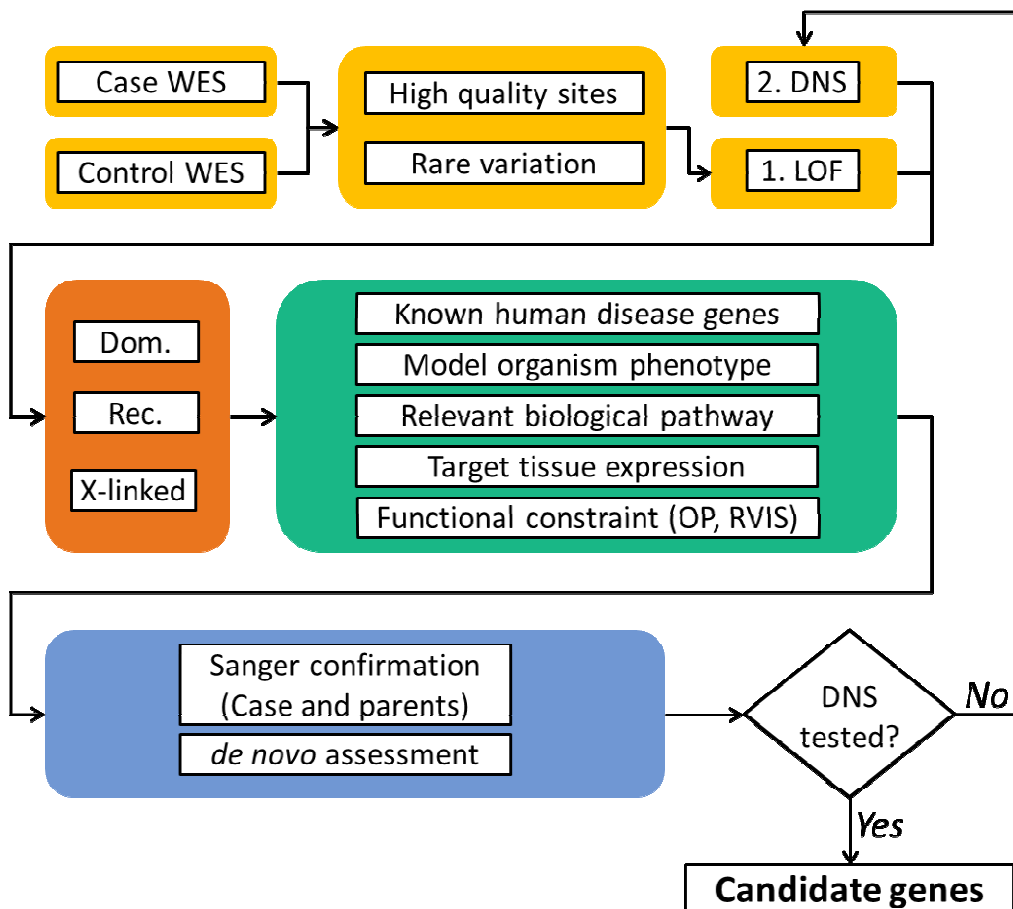 Case WES
Control WES
High quality sites
Rare variation
2. DNS
1. LOF
Dom.
Rec.
X-linked
Known human disease genes
Model organism phenotype
Relevant biological pathway
Target tissue expression
Functional constraint (OP, RVIS)
Sanger confirmation
(Case and parents)
de novo assessment
DNS
tested?
No
Yes
Candidate genes